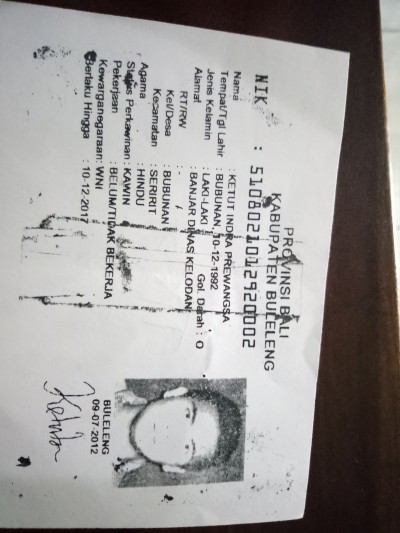 PROVINSI BALI
KABUPATEN BULELENG
NIK : 5108021012920002
Nama : KETUT INDRA PREWANGSA
Tempat/Tgl Lahir : BUBUNAN, 10-12-1992
Jenis Kelamin : LAKI-LAKI Gol. Darah : O
Alamat : BANJAR DINAS KELODAN
RT/RW : - / -
Kel/Desa : BUBUNAN
Kecamatan : SERIRIT
Agama : HINDU
Status Perkawinan : KAWIN
Pekerjaan : BELUM/TIDAK BEKERJA
Kewarganegaraan: WNI
Berlaku Hingga : 10-12-2017
BULELENG
09-07-2012